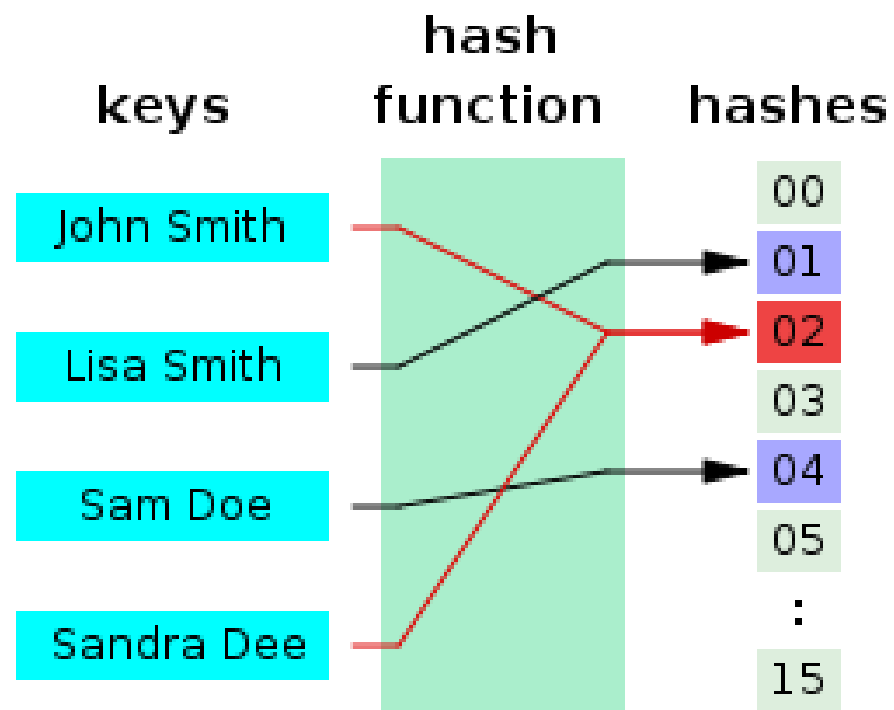 hash
keys function hashes
John Smith
Lisa Smith
Sam Doe
Sandra Dee
00
01
02
03
04
05
:
15